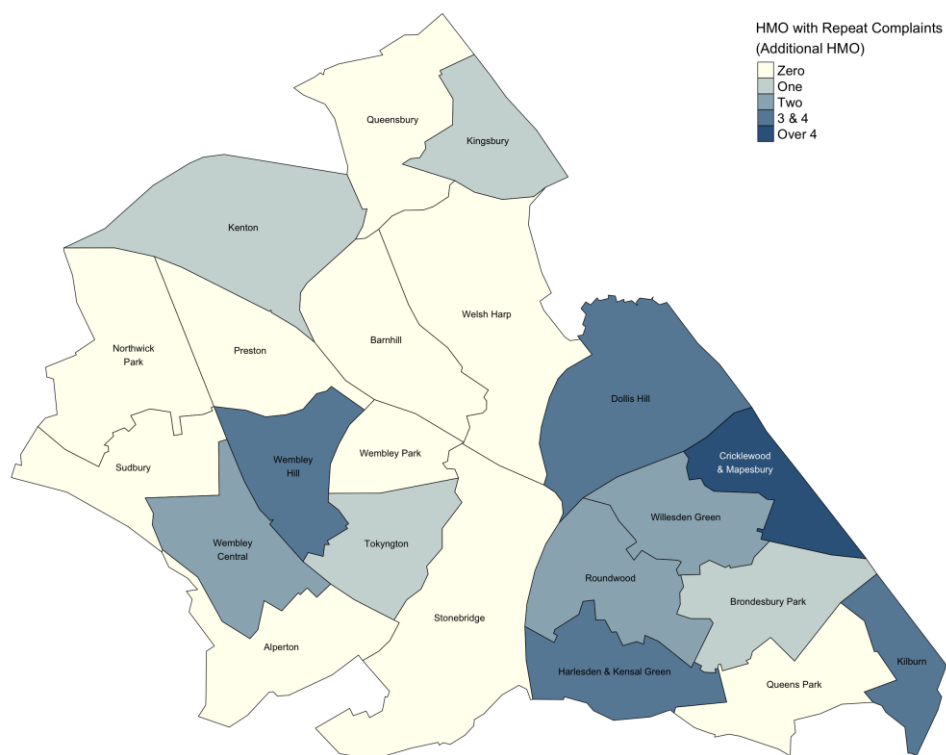 HMO with Repeat Complaints
(Additional HMO)
Zero
One
Two
3 & 4
Over 4
Queensbury
Kingsbury
Kenton
Welsh Harp
Barnhill
Northwick
Park
Preston
Dollis Hill
Sudbury
Wembley
Hill
Wembley Park
Cricklewood
& Mapesbury
Willesden Green
Wembley
Central
Tokyngton
Roundwood
Brondesbury Park
Stonebridge
Alperton
Harlesden & Kensal Green
Kilburn
Queens Park